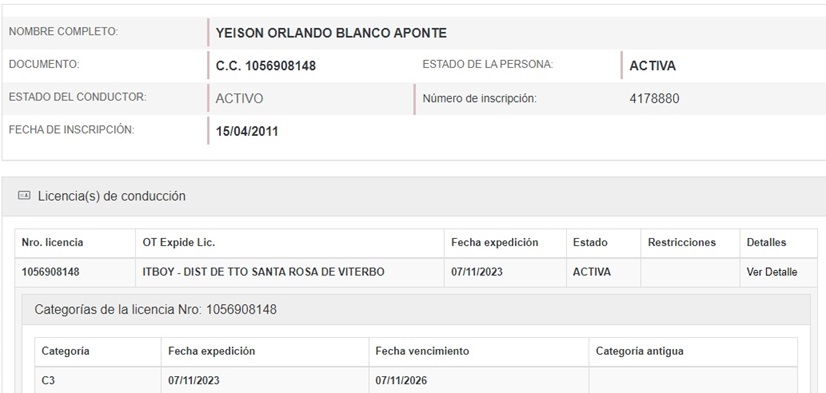 NOMBRE COMPLETO: YEISON ORLANDO BLANCO APONTE
DOCUMENTO: C.C. 1056908148 ESTADO DE LA PERSONA: ACTIVA
ESTADO DEL CONDUCTOR: ACTIVO Número de inscripción: 4178880
FECHA DE INSCRIPCIÓN: 15/04/2011
Licencia(s) de conducción
Nro. licencia OT Expide Lic. Fecha expedición Estado Restricciones Detalles
1056908148 ITBOY - DIST DE TTO SANTA ROSA DE VITERBO 07/11/2023 ACTIVA Ver Detalle
Categorías de la licencia Nro: 1056908148
Categoría Fecha expedición Fecha vencimiento Categoría antigua
C3 07/11/2023 07/11/2026